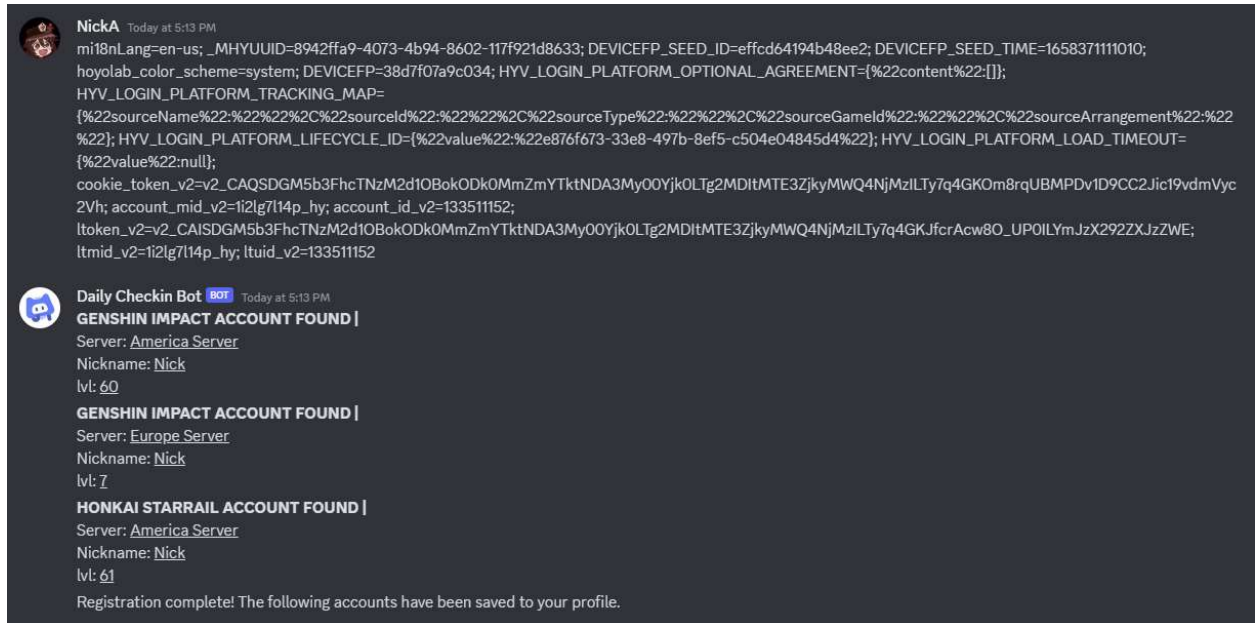 NickA Today at 5:13 PM
mi18nLang=en-us; _MHYUUID=8942ffa9-4073-4b94-8602-117f921d8633; DEVICEFP_SEED_ID=effcd64194b48ee2; DEVICEFP_SEED_TIME=1658371111010;
hoyolab_color_scheme=system; DEVICEFP=38d7f07a9c034; HYV_LOGIN_PLATFORM_OPTIONAL_AGREEMENT={%22content%22:[]};
HYV_LOGIN_PLATFORM_TRACKING_MAP=
{%22sourceName%22:%22%22%2C%22sourceId%22:%22%22%2C%22sourceType%22:%22%22%2C%22sourceGameId%22:%22%22%2C%22sourceArrangement%22:%22
%22}; HYV_LOGIN_PLATFORM_LIFECYCLE_ID={%22value%22:%22e876f673-33e8-497b-8ef5-c504e04845d4%22}; HYV_LOGIN_PLATFORM_LOAD_TIMEOUT=
{%22value%22:null};
cookie_token_v2=
account_mid_v2= account_id_v2=133511152;
ltoken_v2=
ltmid_v2= ltuid_v2=133511152
Daily Checkin Bot BOT Today at 5:13 PM
GENSHIN IMPACT ACCOUNT FOUND |
Server: America Server
Nickname: Nick
lvl: 60
GENSHIN IMPACT ACCOUNT FOUND |
Server: Europe Server
Nickname: Nick
lvl: 7
HONKAI STARRAIL ACCOUNT FOUND |
Server: America Server
Nickname: Nick
lvl: 61
Registration complete! The following accounts have been saved to your profile.